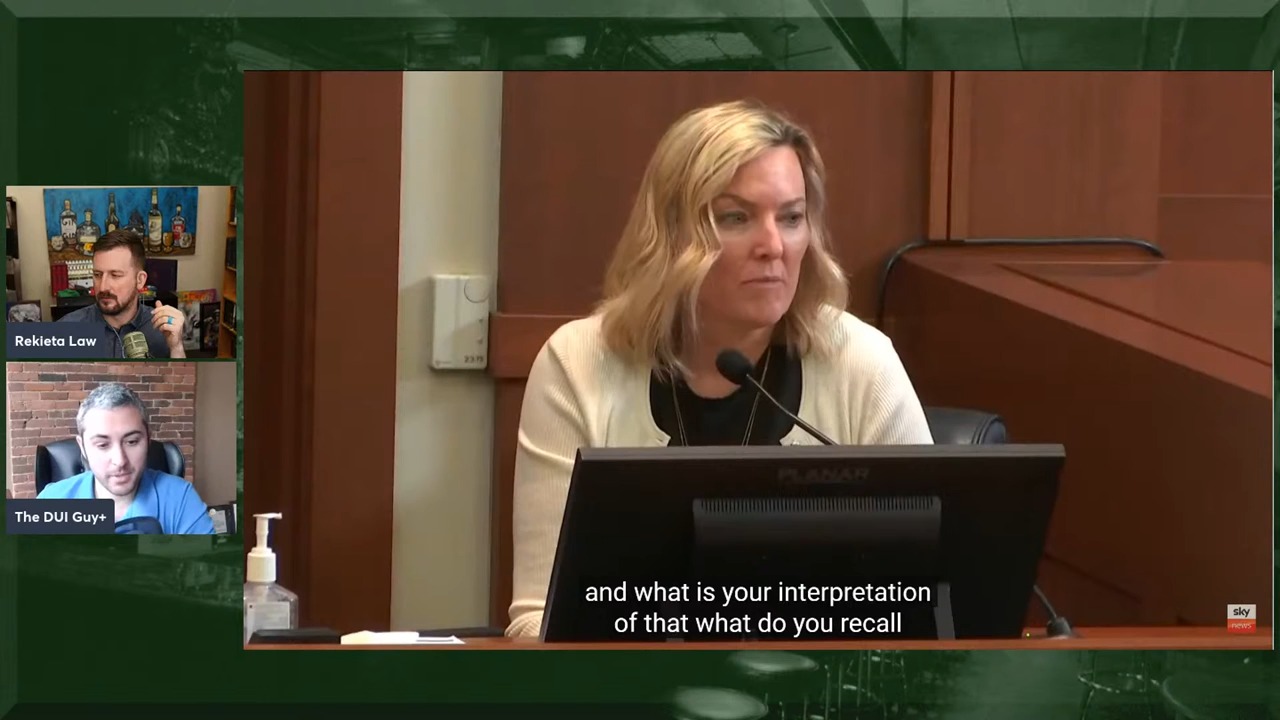 Rekieta Law
The DUI Guy+
PLANAR
and what is your interpretation
of that what do you recall
sky
news